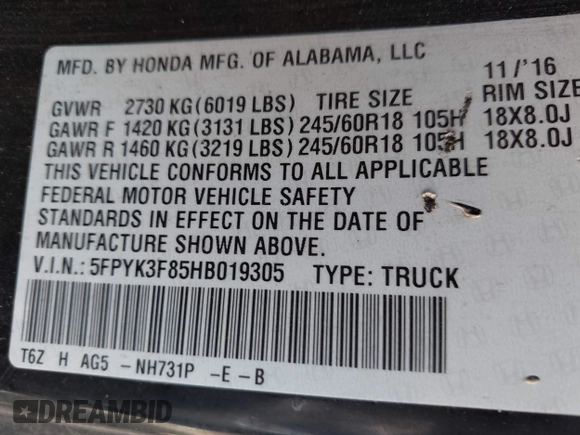 MFD. BY HONDA MFG. OF ALABAMA, LLC
11/'16
GVWR 2730 KG(6019 LBS) TIRE SIZE RIM SIZE
GAWR F 1420 KG(3131 LBS) 245/60R18 105H 18X8.0J
GAWR R 1460 KG(3219 LBS) 245/60R18 105H 18X8.0J
THIS VEHICLE CONFORMS TO ALL APPLICABLE
FEDERAL MOTOR VEHICLE SAFETY
STANDARDS IN EFFECT ON THE DATE OF
MANUFACTURE SHOWN ABOVE.
V.I.N.: 5FPYK3F85HB019305 TYPE: TRUCK
T6Z H AG5 - NH731P -E-B
DREAMBID.COM